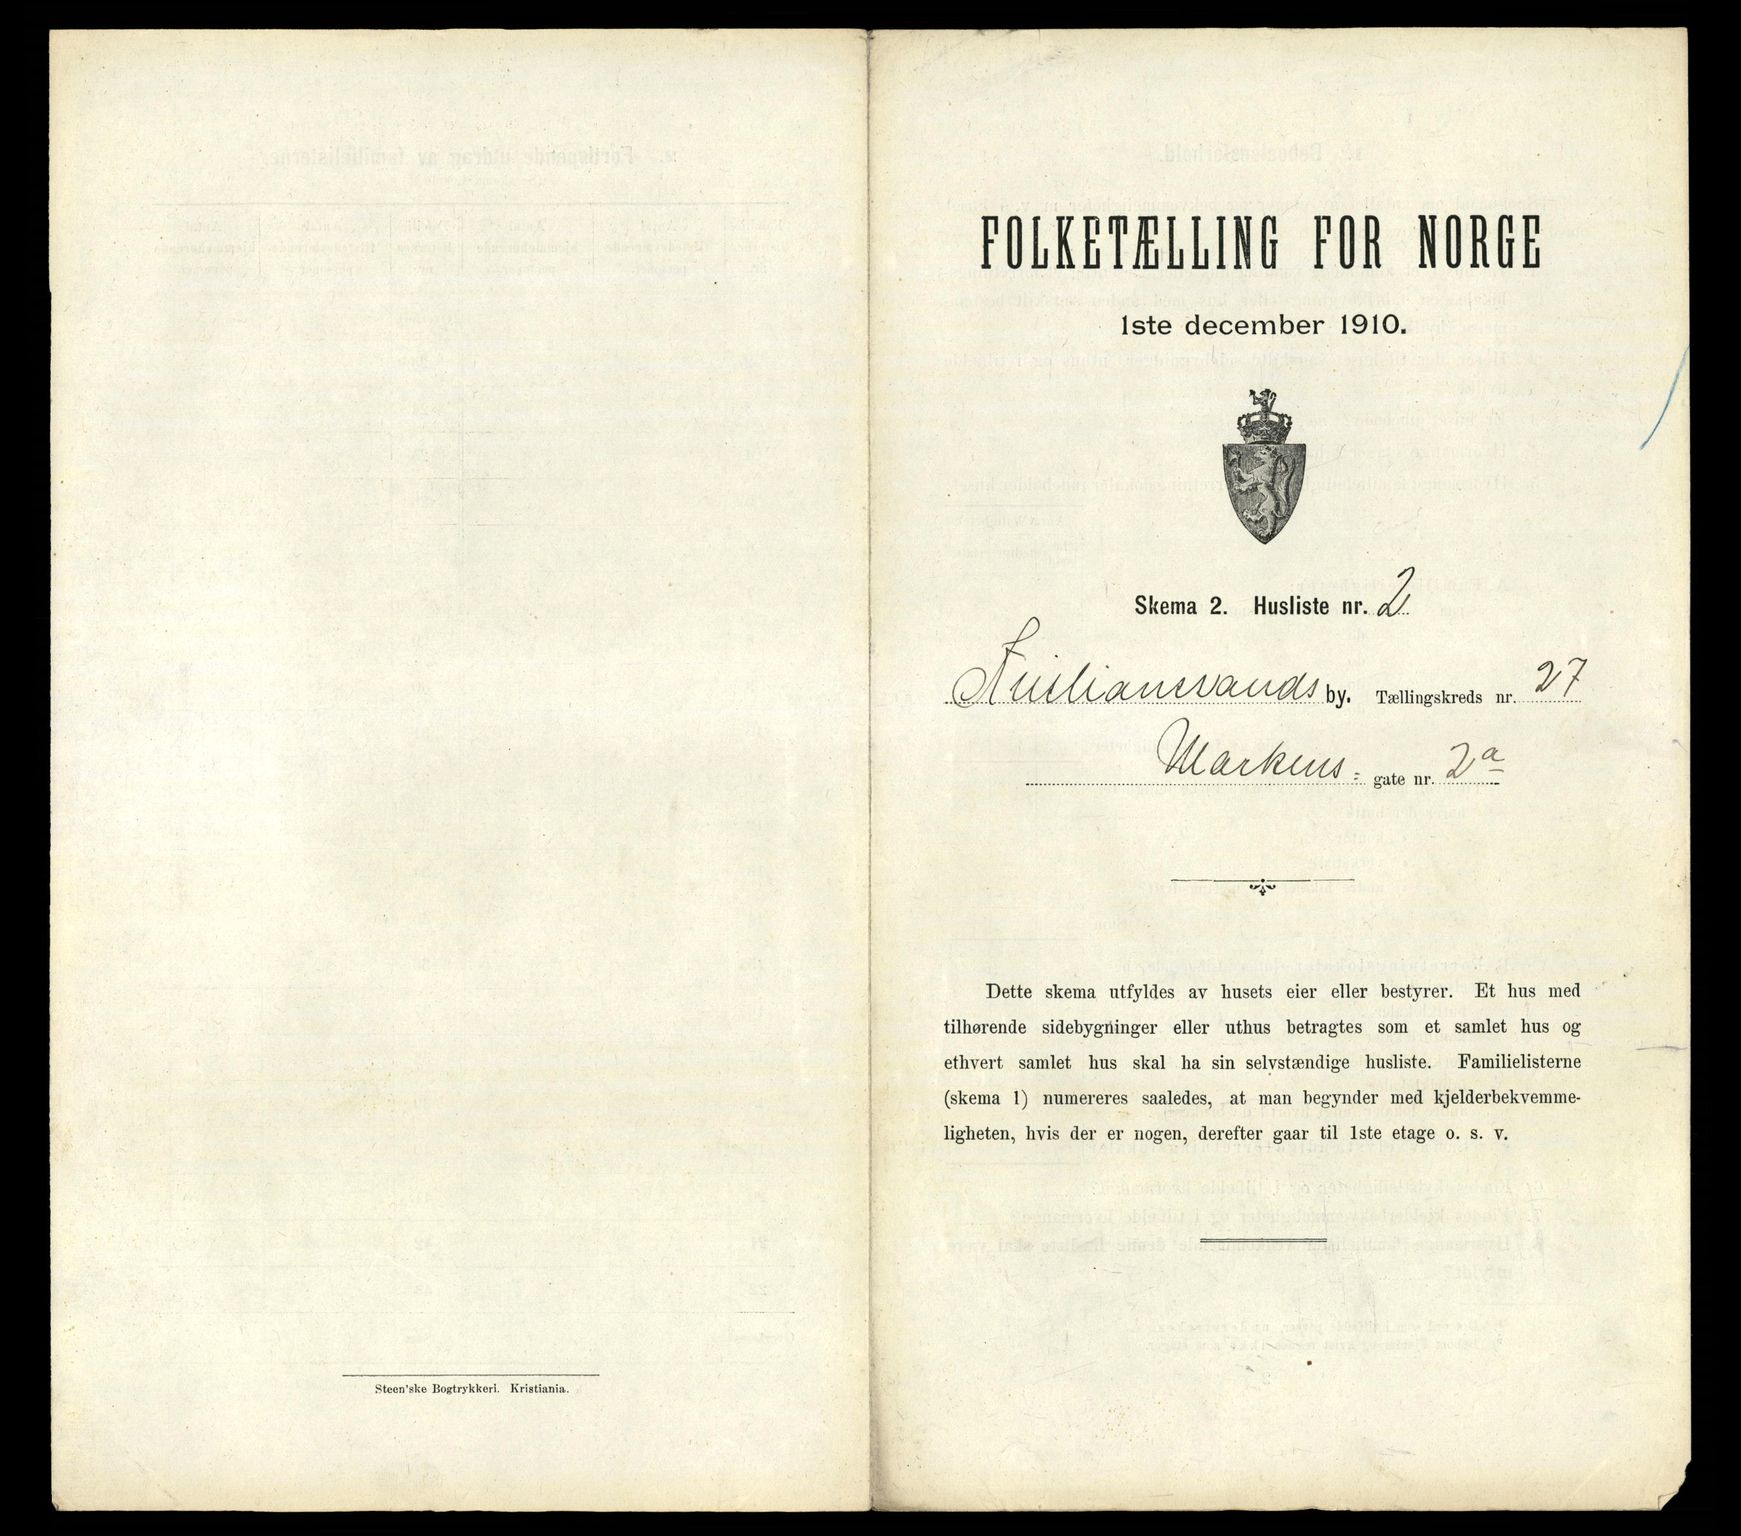 FOLKETÆLLING FOR NORGE
1ste december 1910.
Skema 2. Husliste nr. 2
Kristianssands by. Tællingskreds nr. 27
Markens- gate nr. 2a
Dette skema utfyldes av husets eier eller bestyrer. Et hus med
tilhørende sidebygninger eller uthus betragtes som et samlet hus og
ethvert samlet hus skal ha sin selvstændige husliste. Familielisterne
(skema 1) numereres saaledes, at man begynder med kjelderbekvemme-
ligheten, hvis der er nogen, derefter gaar til 1ste etage o. s. v.
Steen'ske Bogtrykkeri. Kristiania.